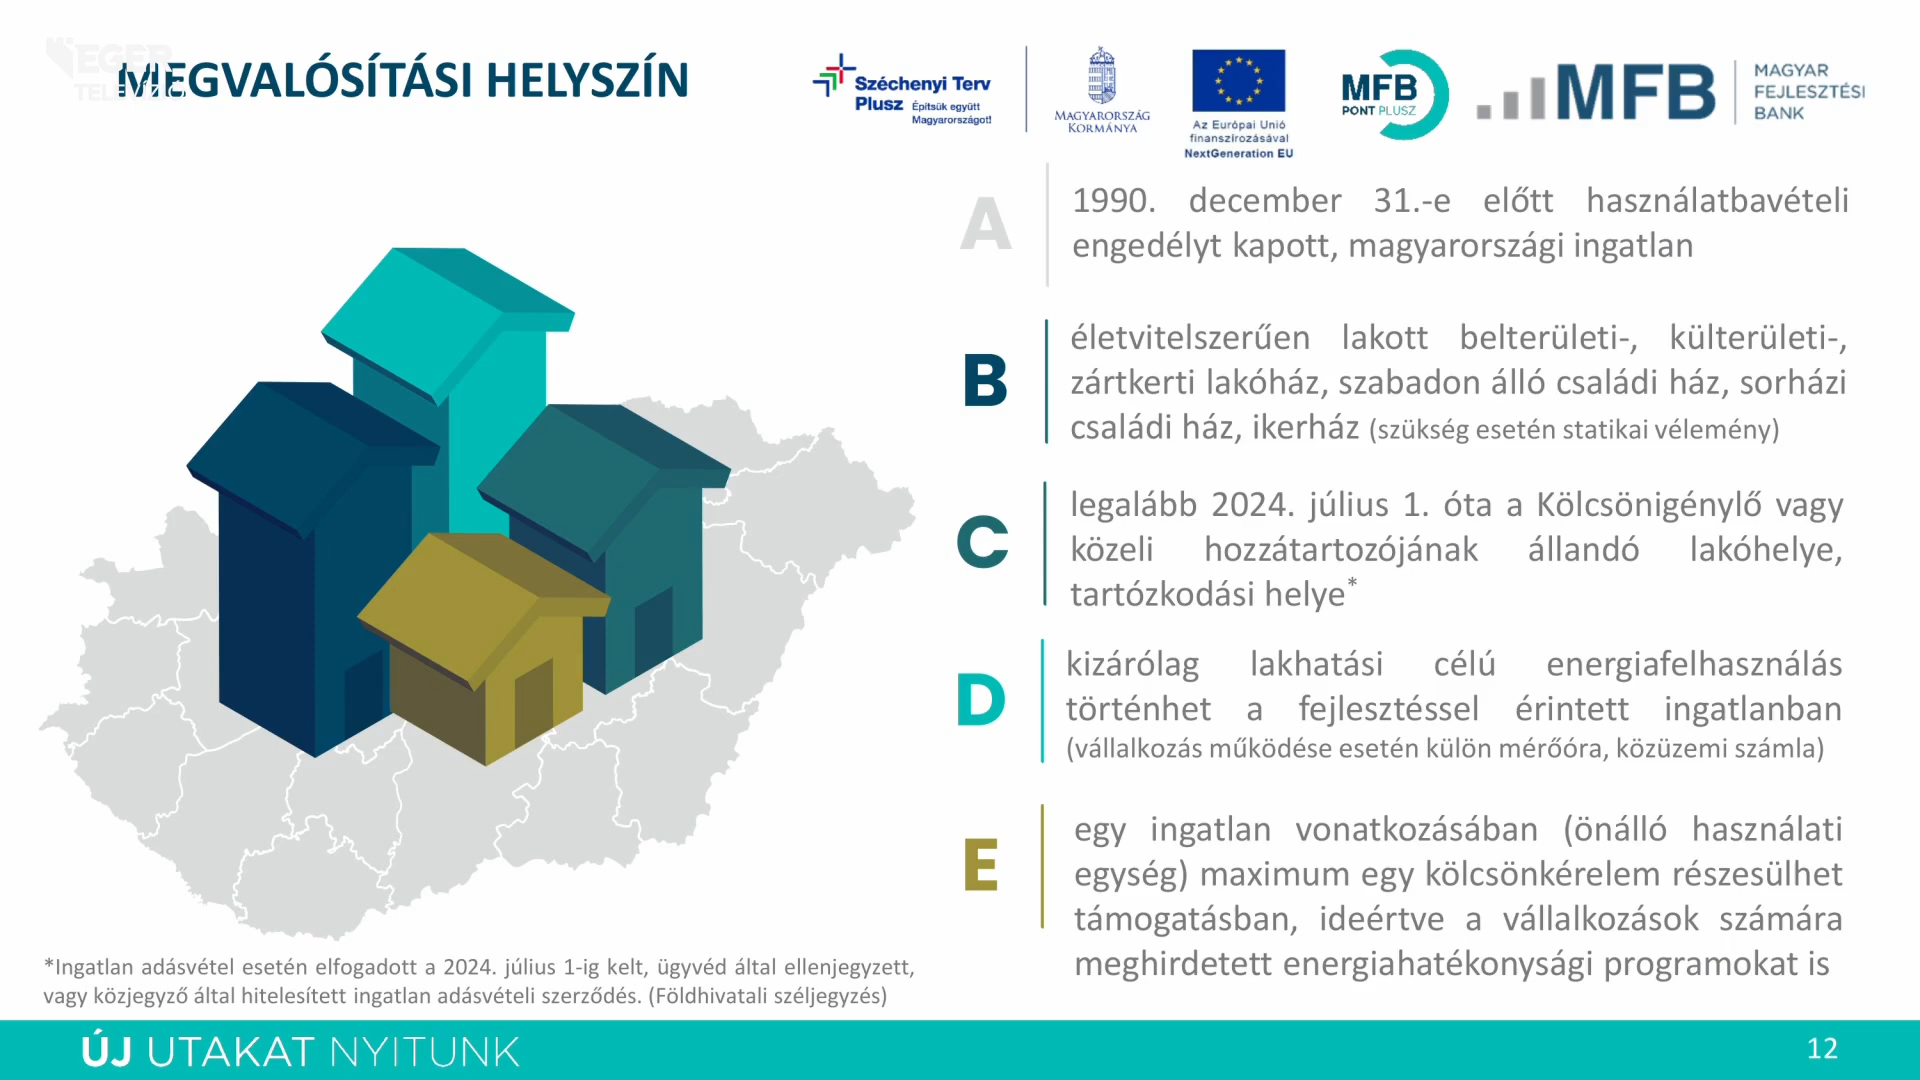 EGER
TELEVÍZIÓ
MEGVALÓSÍTÁSI HELYSZÍN
Széchenyi Terv
Plusz
Építsük együtt
Magyarországot!
MAGYARORSZÁG
KORMÁNYA
Az Európai Unió
finanszírozásával
NextGeneration EU
MFB
PONT PLUSZ
MFB
MAGYAR
FEJLESZTÉSI
BANK
A
1990. december 31.-e előtt használatbavételi
engedélyt kapott, magyarországi ingatlan
B
életvitelszerűen lakott belterületi-, külterületi-,
zártkerti lakóház, szabadon álló családi ház, sorházi
családi ház, ikerház (szükség esetén statikai vélemény)
C
legalább 2024. július 1. óta a Kölcsönigénylő vagy
közeli hozzátartozójának állandó lakóhelye,
tartózkodási helye*
D
kizárólag lakhatási célú energiafelhasználás
történhet a fejlesztéssel érintett ingatlanban
(vállalkozás működése esetén külön mérőóra, közüzemi számla)
E
egy ingatlan vonatkozásában (önálló használati
egység) maximum egy kölcsönkérelem részesülhet
támogatásban, ideértve a vállalkozások számára
meghirdetett energiahatékonysági programokat is
*Ingatlan adásvétel esetén elfogadott a 2024. július 1-ig kelt, ügyvéd által ellenjegyzett,
vagy közjegyző által hitelesített ingatlan adásvételi szerződés. (Földhivatali széljegyzés)
ÚJ UTAKAT NYITUNK
12